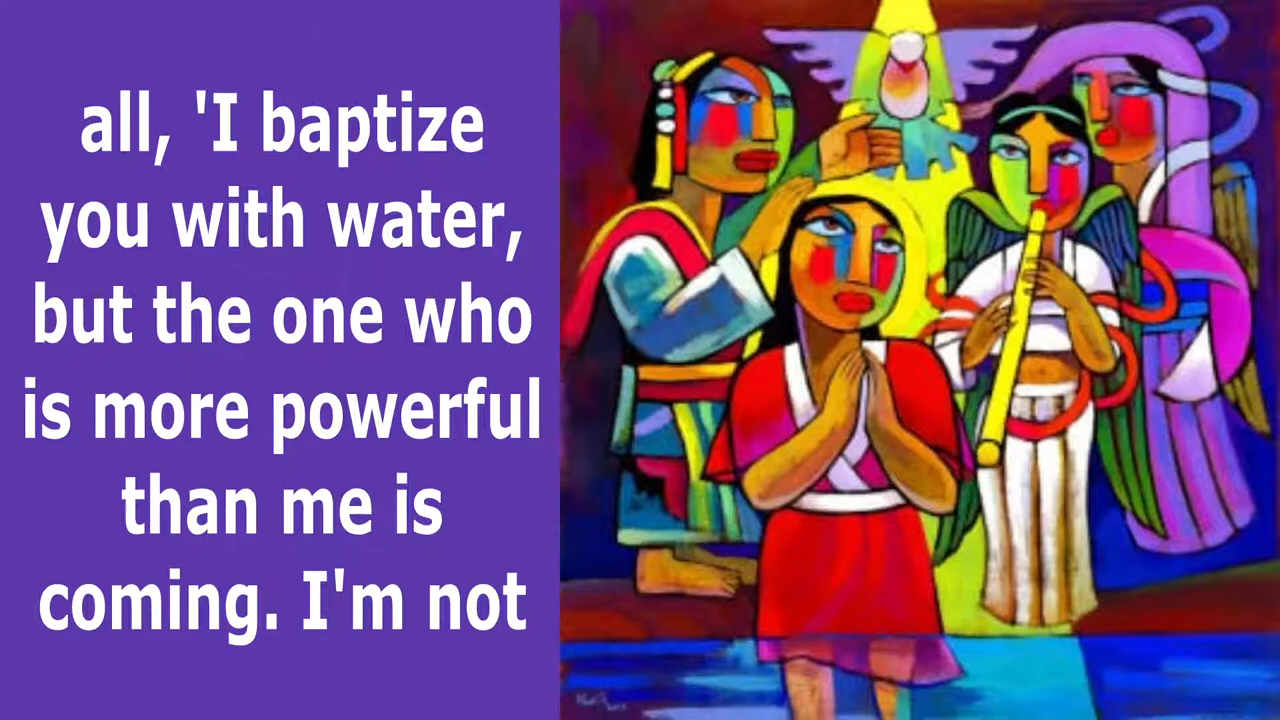 all, 'I baptize
you with water,
but the one who
is more powerful
than me is
coming. I'm not